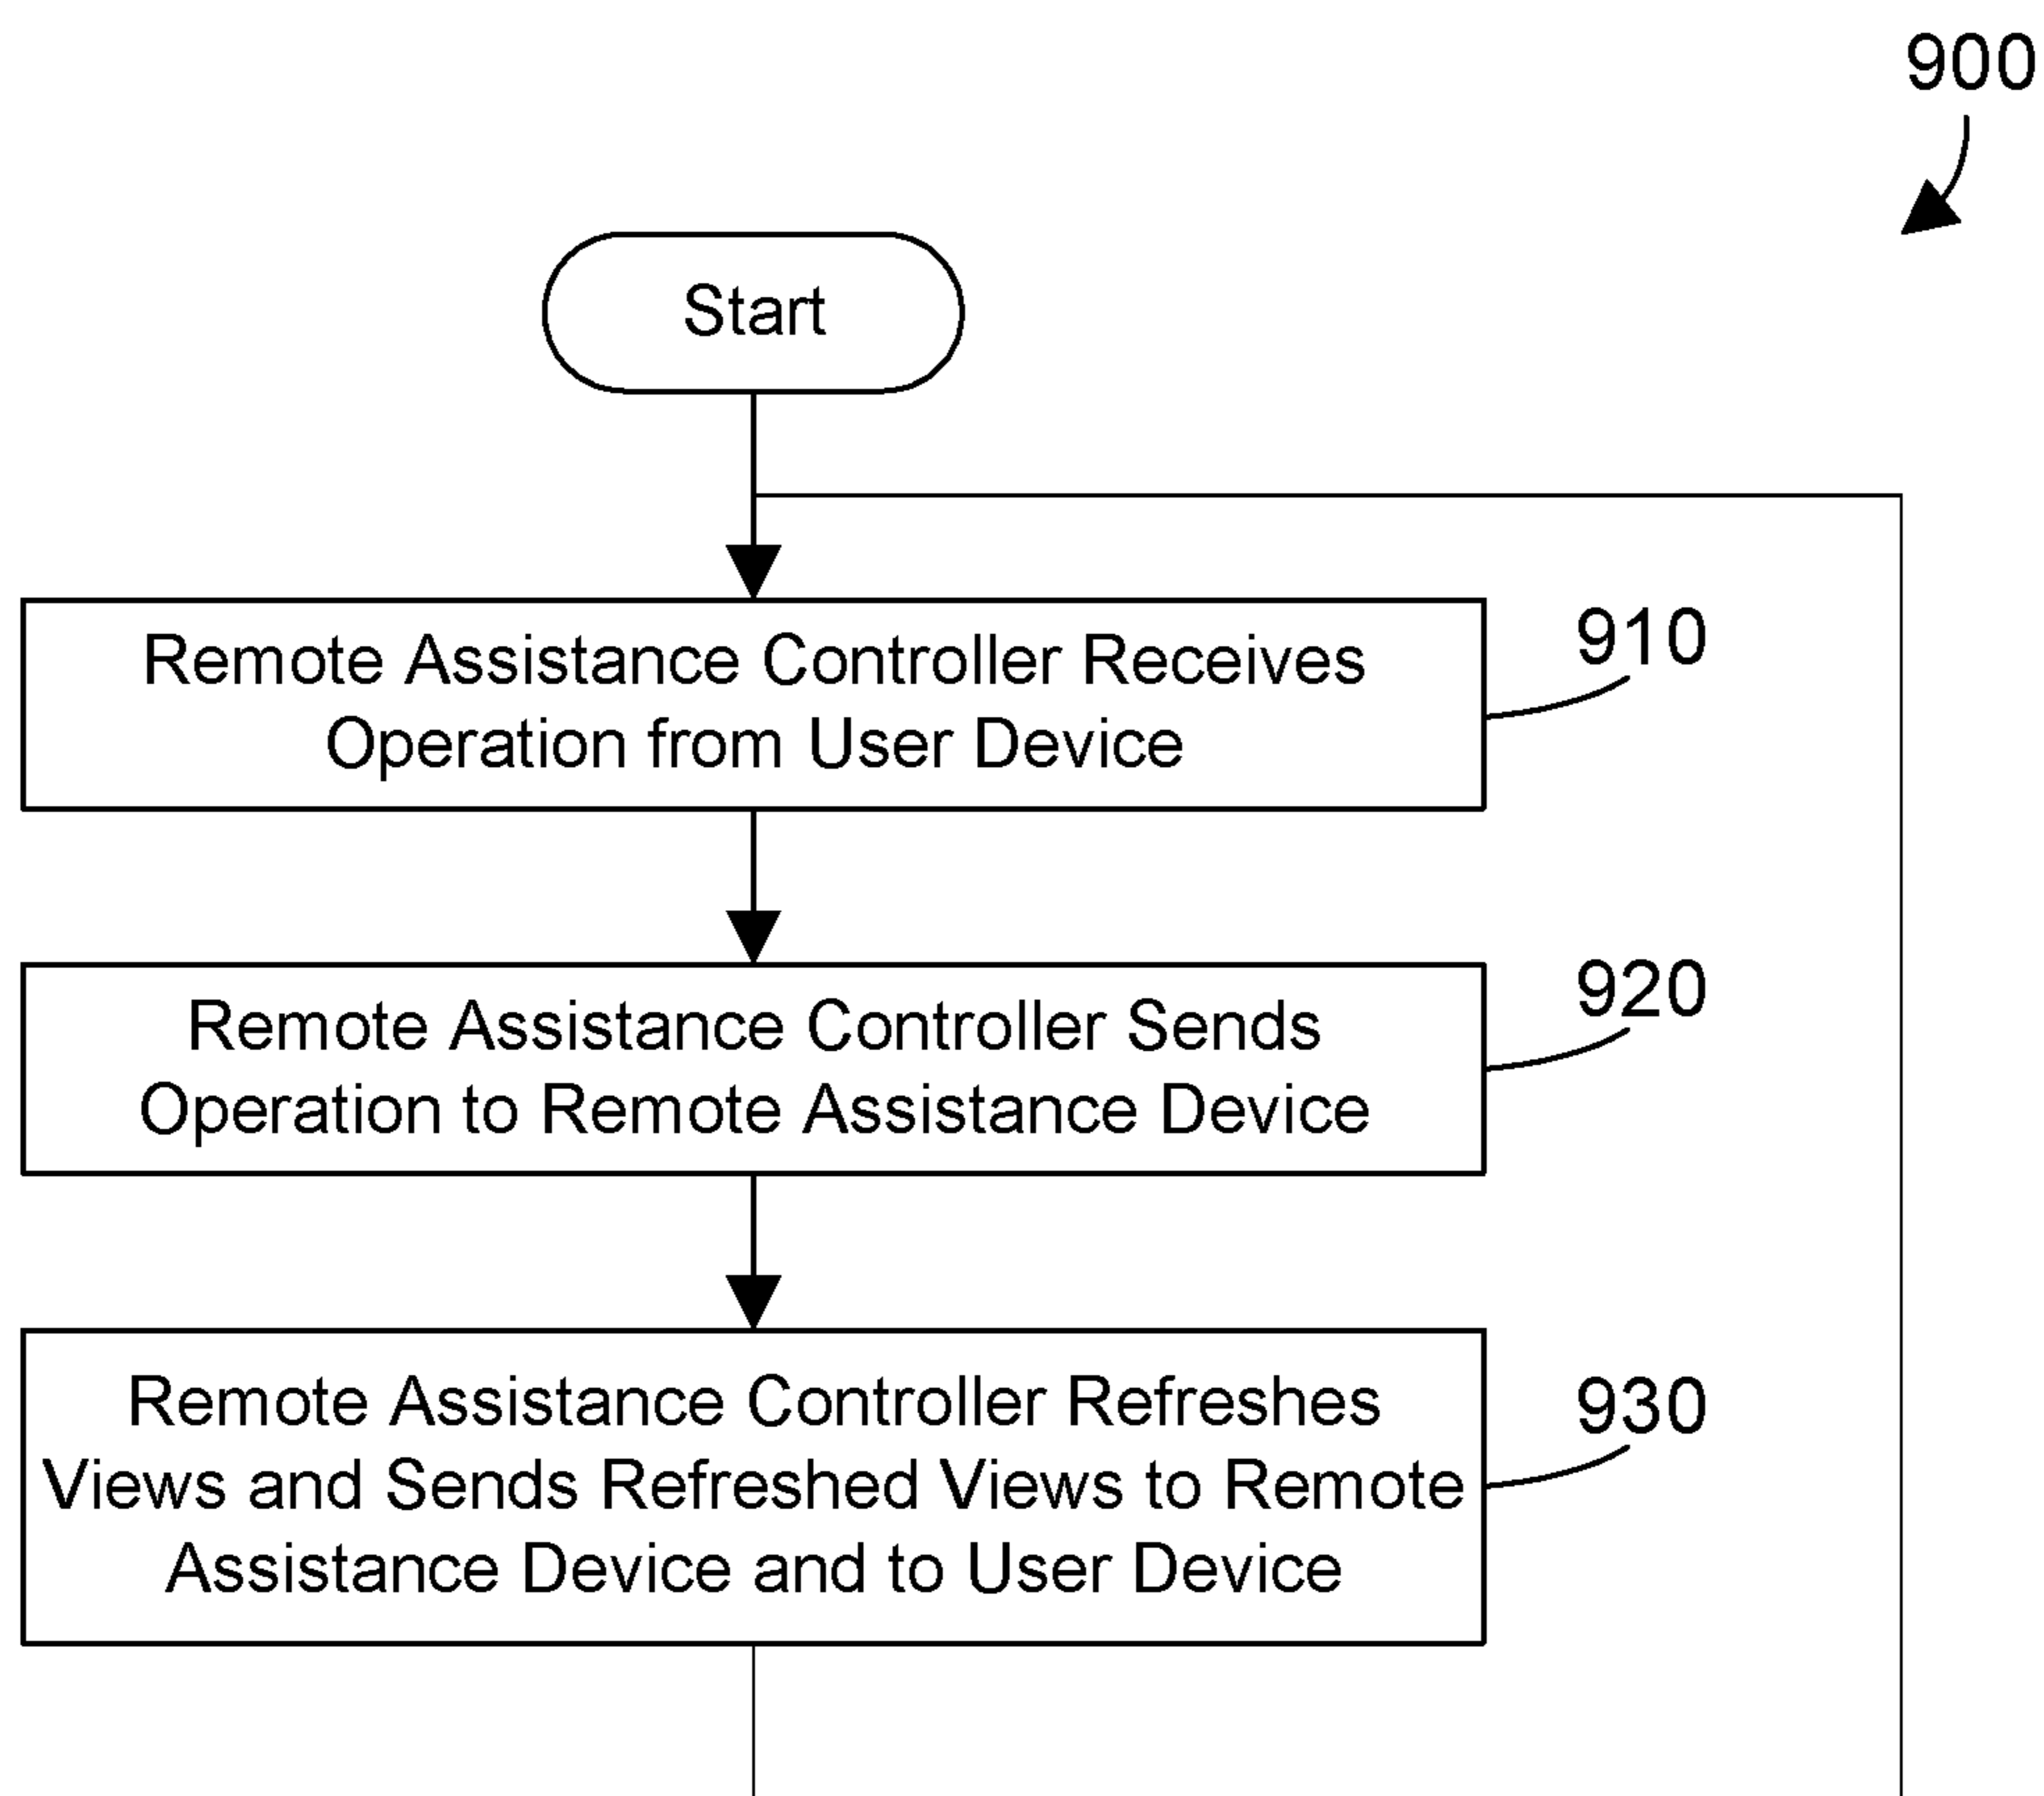 900
Start
Remote Assistance Controller Receives
Operation from User Device
910
Remote Assistance Controller Sends
Operation to Remote Assistance Device
920
Remote Assistance Controller Refreshes
Views and Sends Refreshed Views to Remote
Assistance Device and to User Device
930